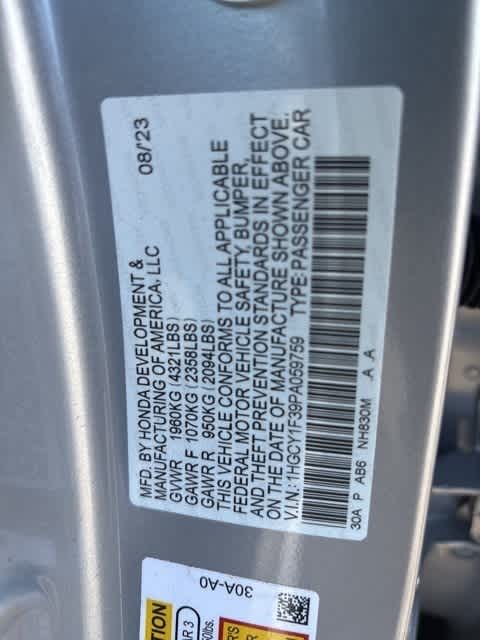 MFD. BY HONDA DEVELOPMENT &
MANUFACTURING OF AMERICA, LLC 08/'23
GVWR 1960KG (4321LBS)
GAWR F 1070KG (2358LBS)
GAWR R 950KG (2094LBS)
THIS VEHICLE CONFORMS TO ALL APPLICABLE
FEDERAL MOTOR VEHICLE SAFETY, BUMPER,
AND THEFT PREVENTION STANDARDS IN EFFECT
ON THE DATE OF MANUFACTURE SHOWN ABOVE.
V.I.N.: 1HGCY1F39PA059759 TYPE: PASSENGER CAR
30A P AB6 NH830M A A
30A-A0